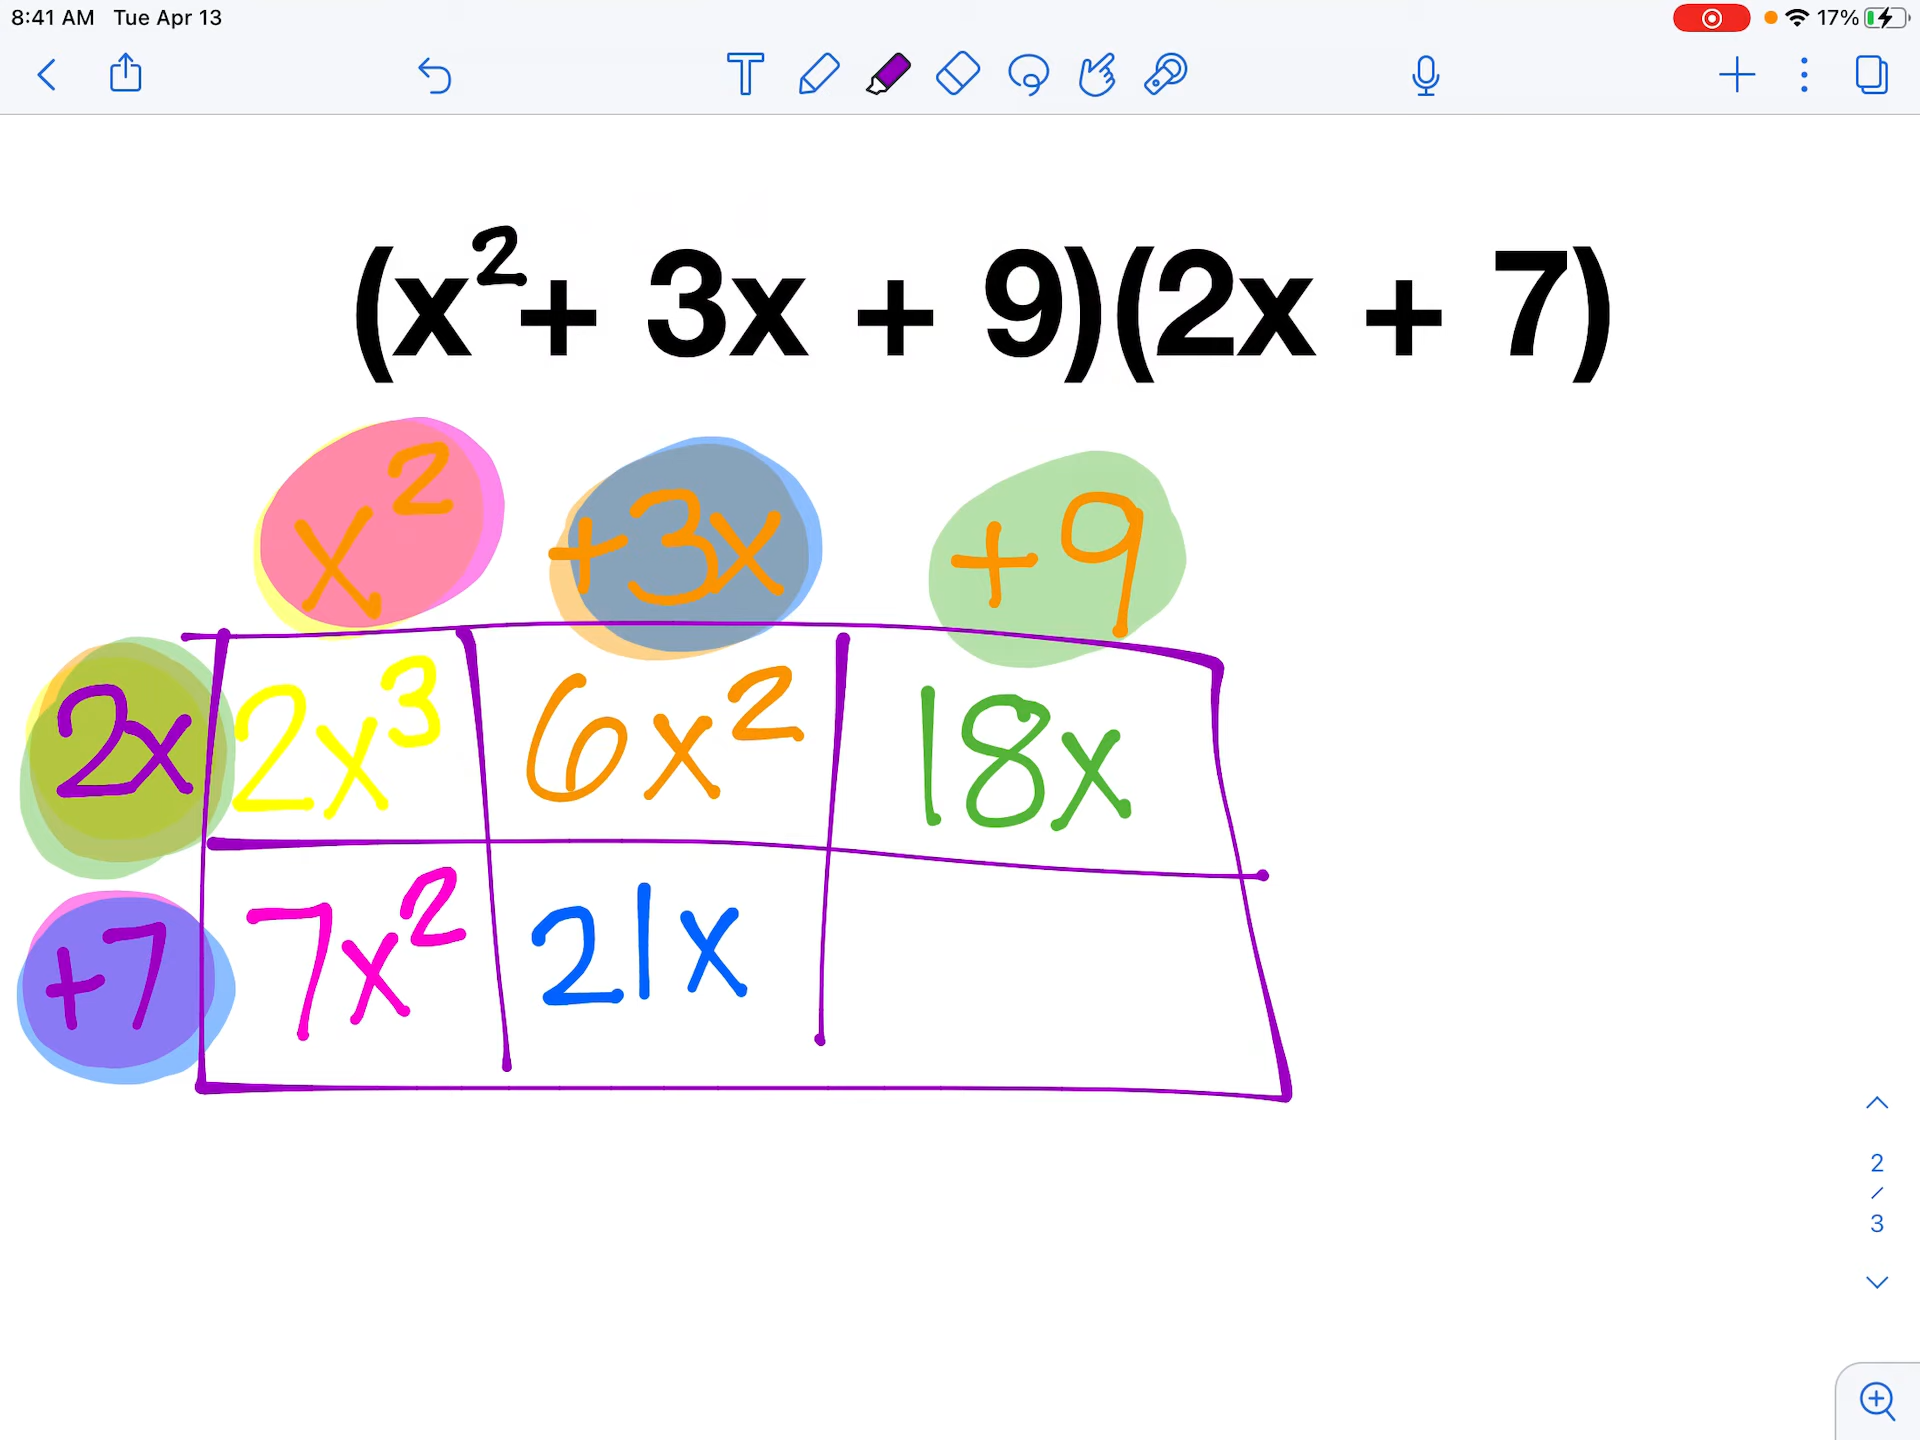 8:41 AM Tue Apr 13 17%
T
(x²+ 3x + 9)(2x + 7)
x² +3x +9
2x 2x³ 6x² 18x
+7 7x² 21x
2
/
3